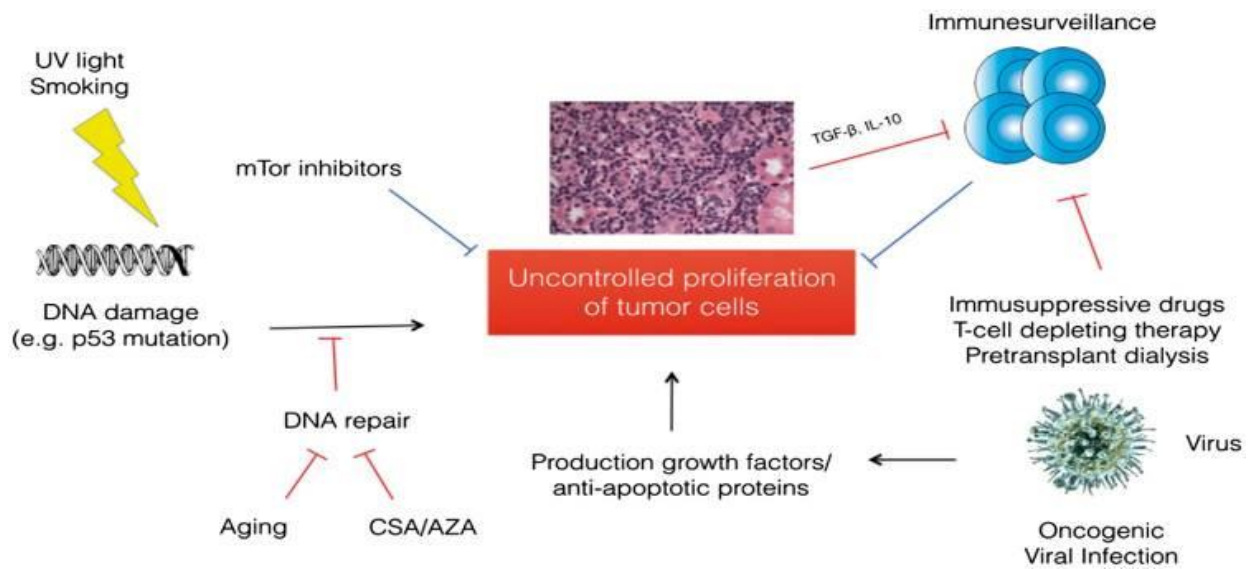 UV light
Smoking
mTor inhibitors
DNA damage
(e.g. p53 mutation)
DNA repair
Aging
CSA/AZA
Uncontrolled proliferation
of tumor cells
TGF-β, IL-10
Immunesurveillance
Immusuppressive drugs
T-cell depleting therapy
Pretransplant dialysis
Production growth factors/
anti-apoptotic proteins
Virus
Oncogenic
Viral Infection